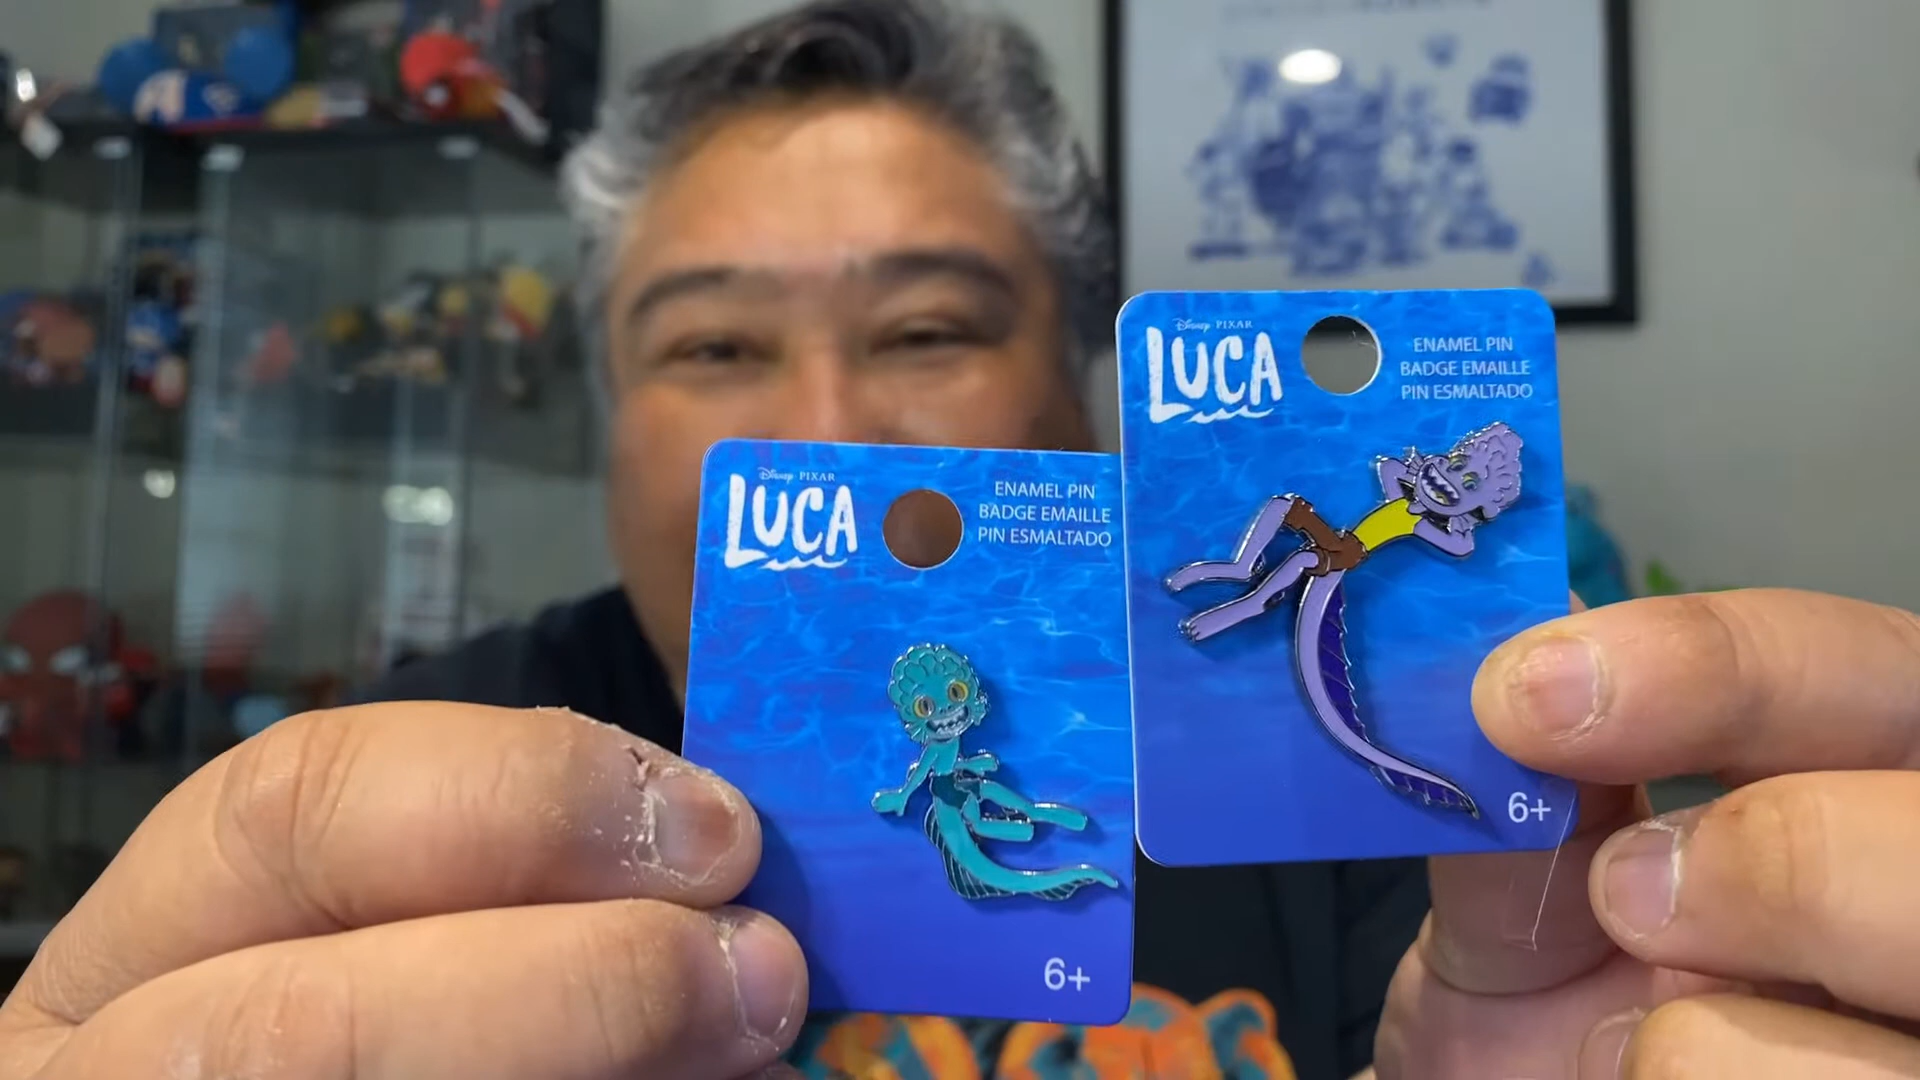 Disney PIXAR
LUCA
ENAMEL PIN
BADGE EMAILLE
PIN ESMALTADO
6+
Disney PIXAR
LUCA
ENAMEL PIN
BADGE EMAILLE
PIN ESMALTADO
6+